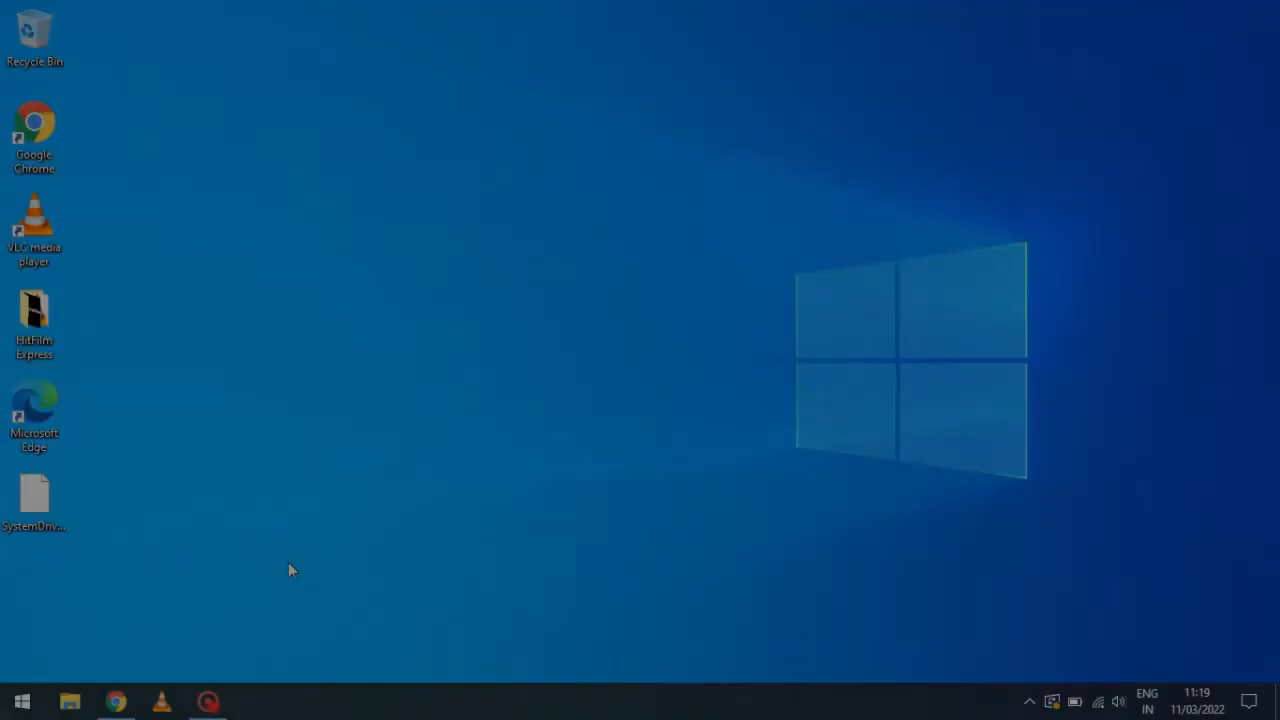 Recycle Bin
Google
Chrome
VLC media
player
HitFilm
Express
Microsoft
Edge
SystemDriv...
ENG
IN
11:19
11/03/2022